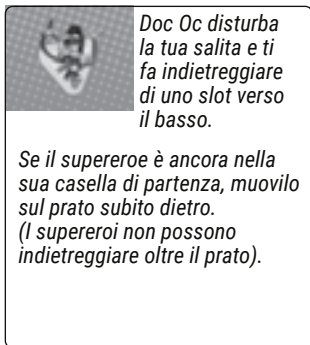 Doc Oc disturba
la tua salita e ti
fa indietreggiare
di uno slot verso
il basso.
Se il supereroe è ancora nella
sua casella di partenza, muovilo
sul prato subito dietro.
(I supereroi non possono
indietreggiare oltre il prato).